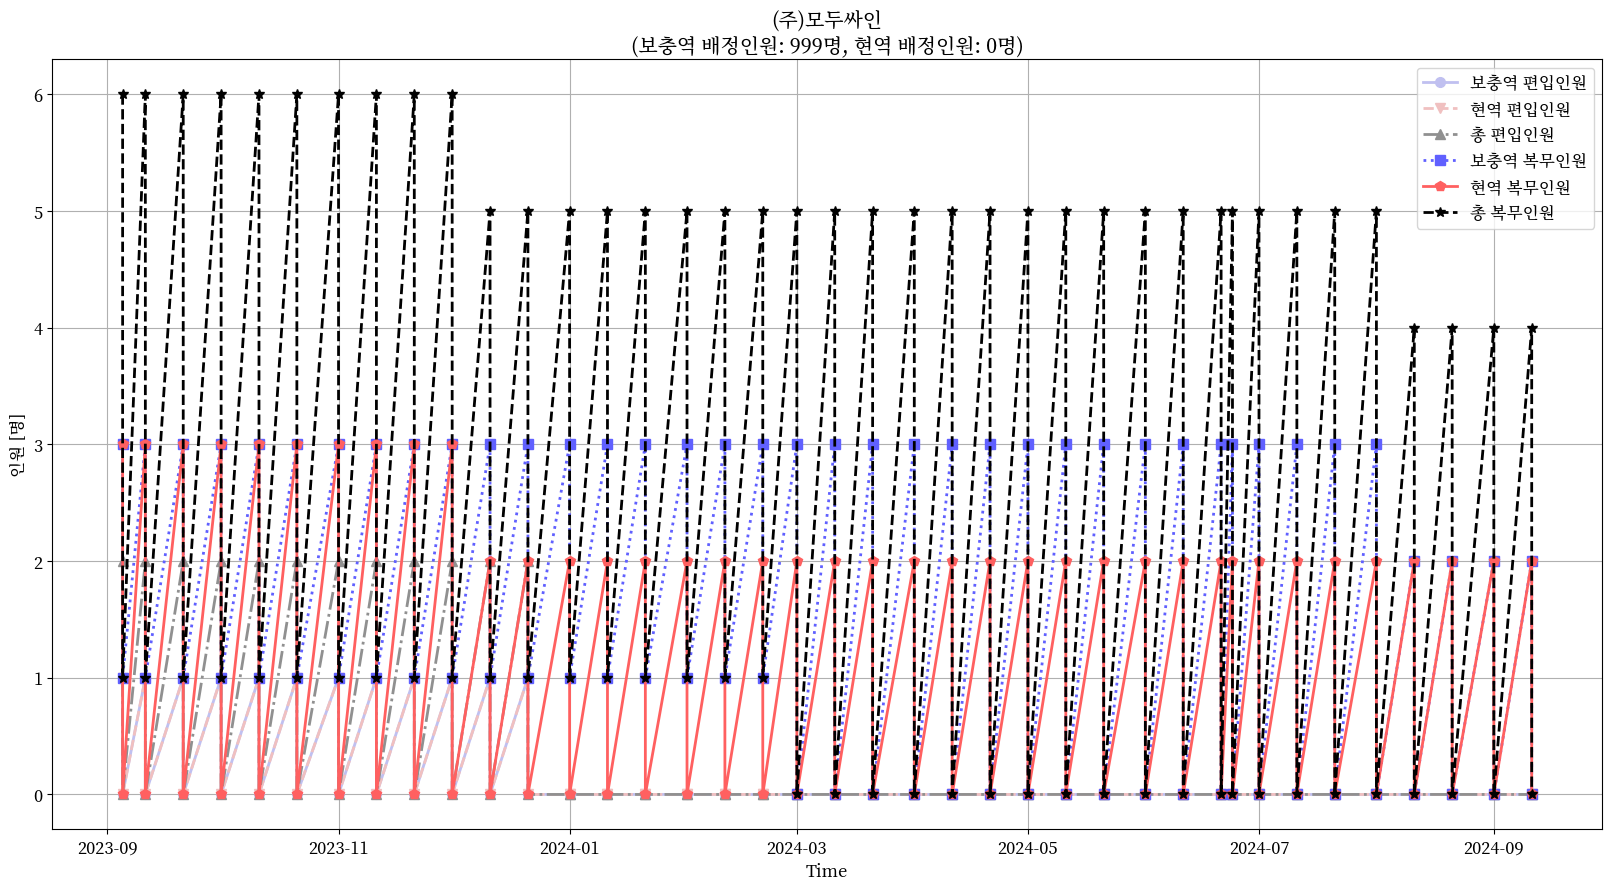 (주)모두싸인
(보충역 배정인원: 999명, 현역 배정인원: 0명)
보충역 편입인원
현역 편입인원
총 편입인원
보충역 복무인원
현역 복무인원
총 복무인원
인원 [명]
6
5
4
3
2
1
0
2023-09
2023-11
2024-01
2024-03
2024-05
2024-07
2024-09
Time